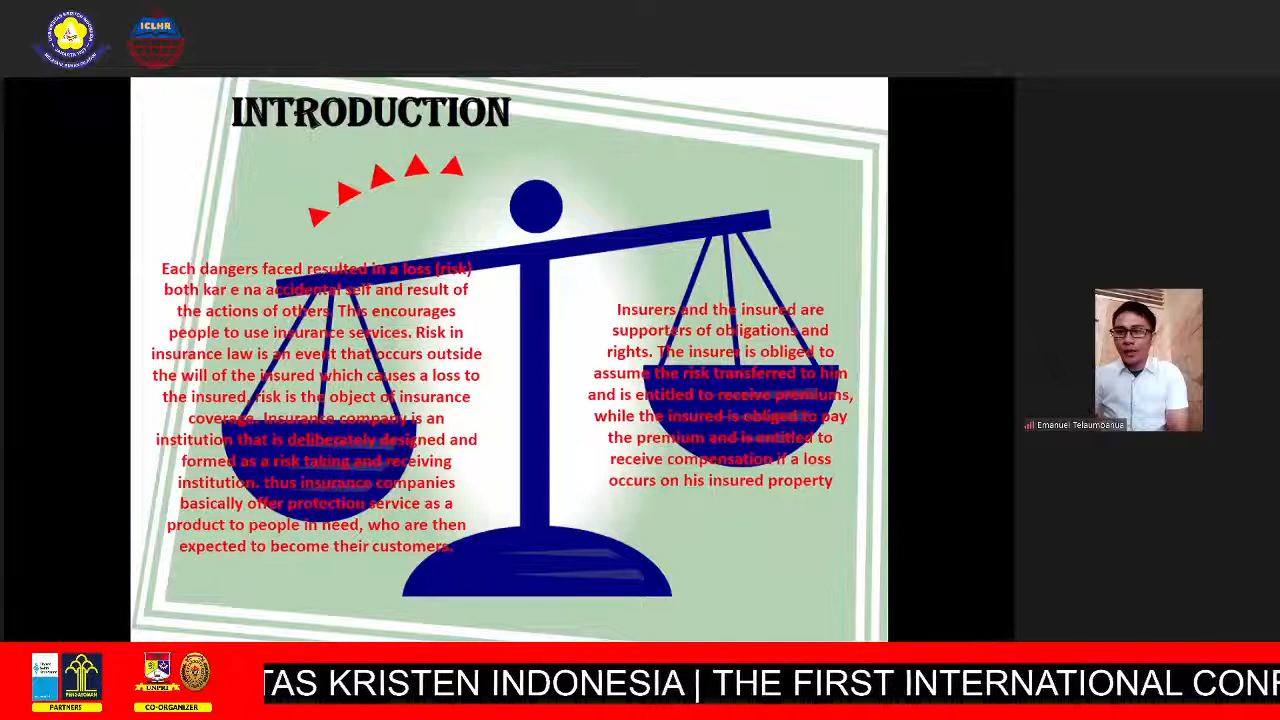 ICLHR
INTRODUCTION
Each dangers faced resulted in a loss (risk)
both kar e na accidental self and result of
the actions of others. This encourages
people to use insurance services. Risk in
insurance law is an event that occurs outside
the will of the insured which causes a loss to
the insured, risk is the object of insurance
coverage. Insurance company is an
institution that is deliberately designed and
formed as a risk taking and receiving
institution. thus insurance companies
basically offer protection service as a
product to people in need, who are then
expected to become their customers.
Insurers and the insured are
supporters of obligations and
rights. The insurer is obliged to
assume the risk transferred to him
and is entitled to receive premiums,
while the insured is obliged to pay
the premium and is entitled to
receive compensation if a loss
occurs on his insured property
Emanuel Telaumbanua
PENGAYOMAN
PARTNERS
UNPRI
CO-ORGANIZER
TAS KRISTEN INDONESIA | THE FIRST INTERNATIONAL CONF